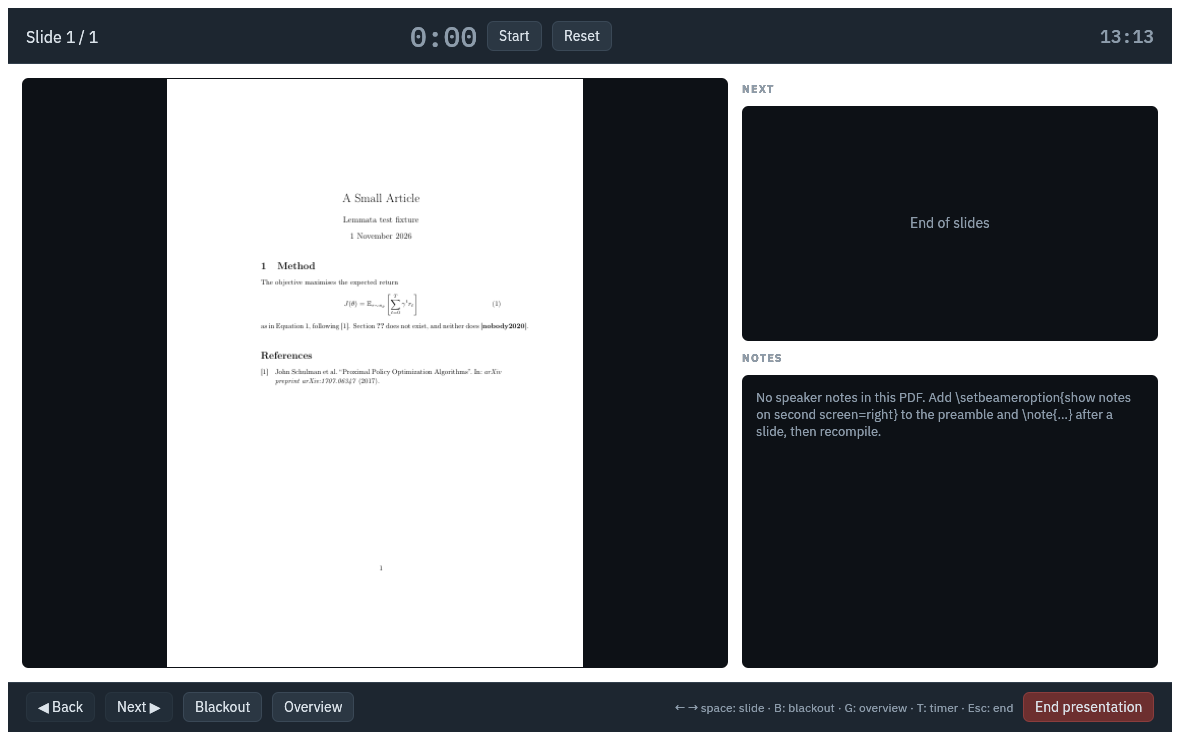 Slide 1 / 1
0:00
Start
Reset
13:13
A Small Article
Lemmata test fixture
1 November 2026
1 Method
The objective maximises the expected return
J(θ) = 𝔼τ∼πθ [∑t=0T γt rt] (1)
as in Equation 1, following [1]. Section ?? does not exist, and neither does [nobody2020].
References
[1] John Schulman et al. “Proximal Policy Optimization Algorithms”. In: arXiv
preprint arXiv:1707.06347 (2017).
1
NEXT
End of slides
NOTES
No speaker notes in this PDF. Add \setbeameroption{show notes
on second screen=right} to the preamble and \note{...} after a
slide, then recompile.
◀ Back
Next ▶
Blackout
Overview
←→ space: slide · B: blackout · G: overview · T: timer · Esc: end
End presentation